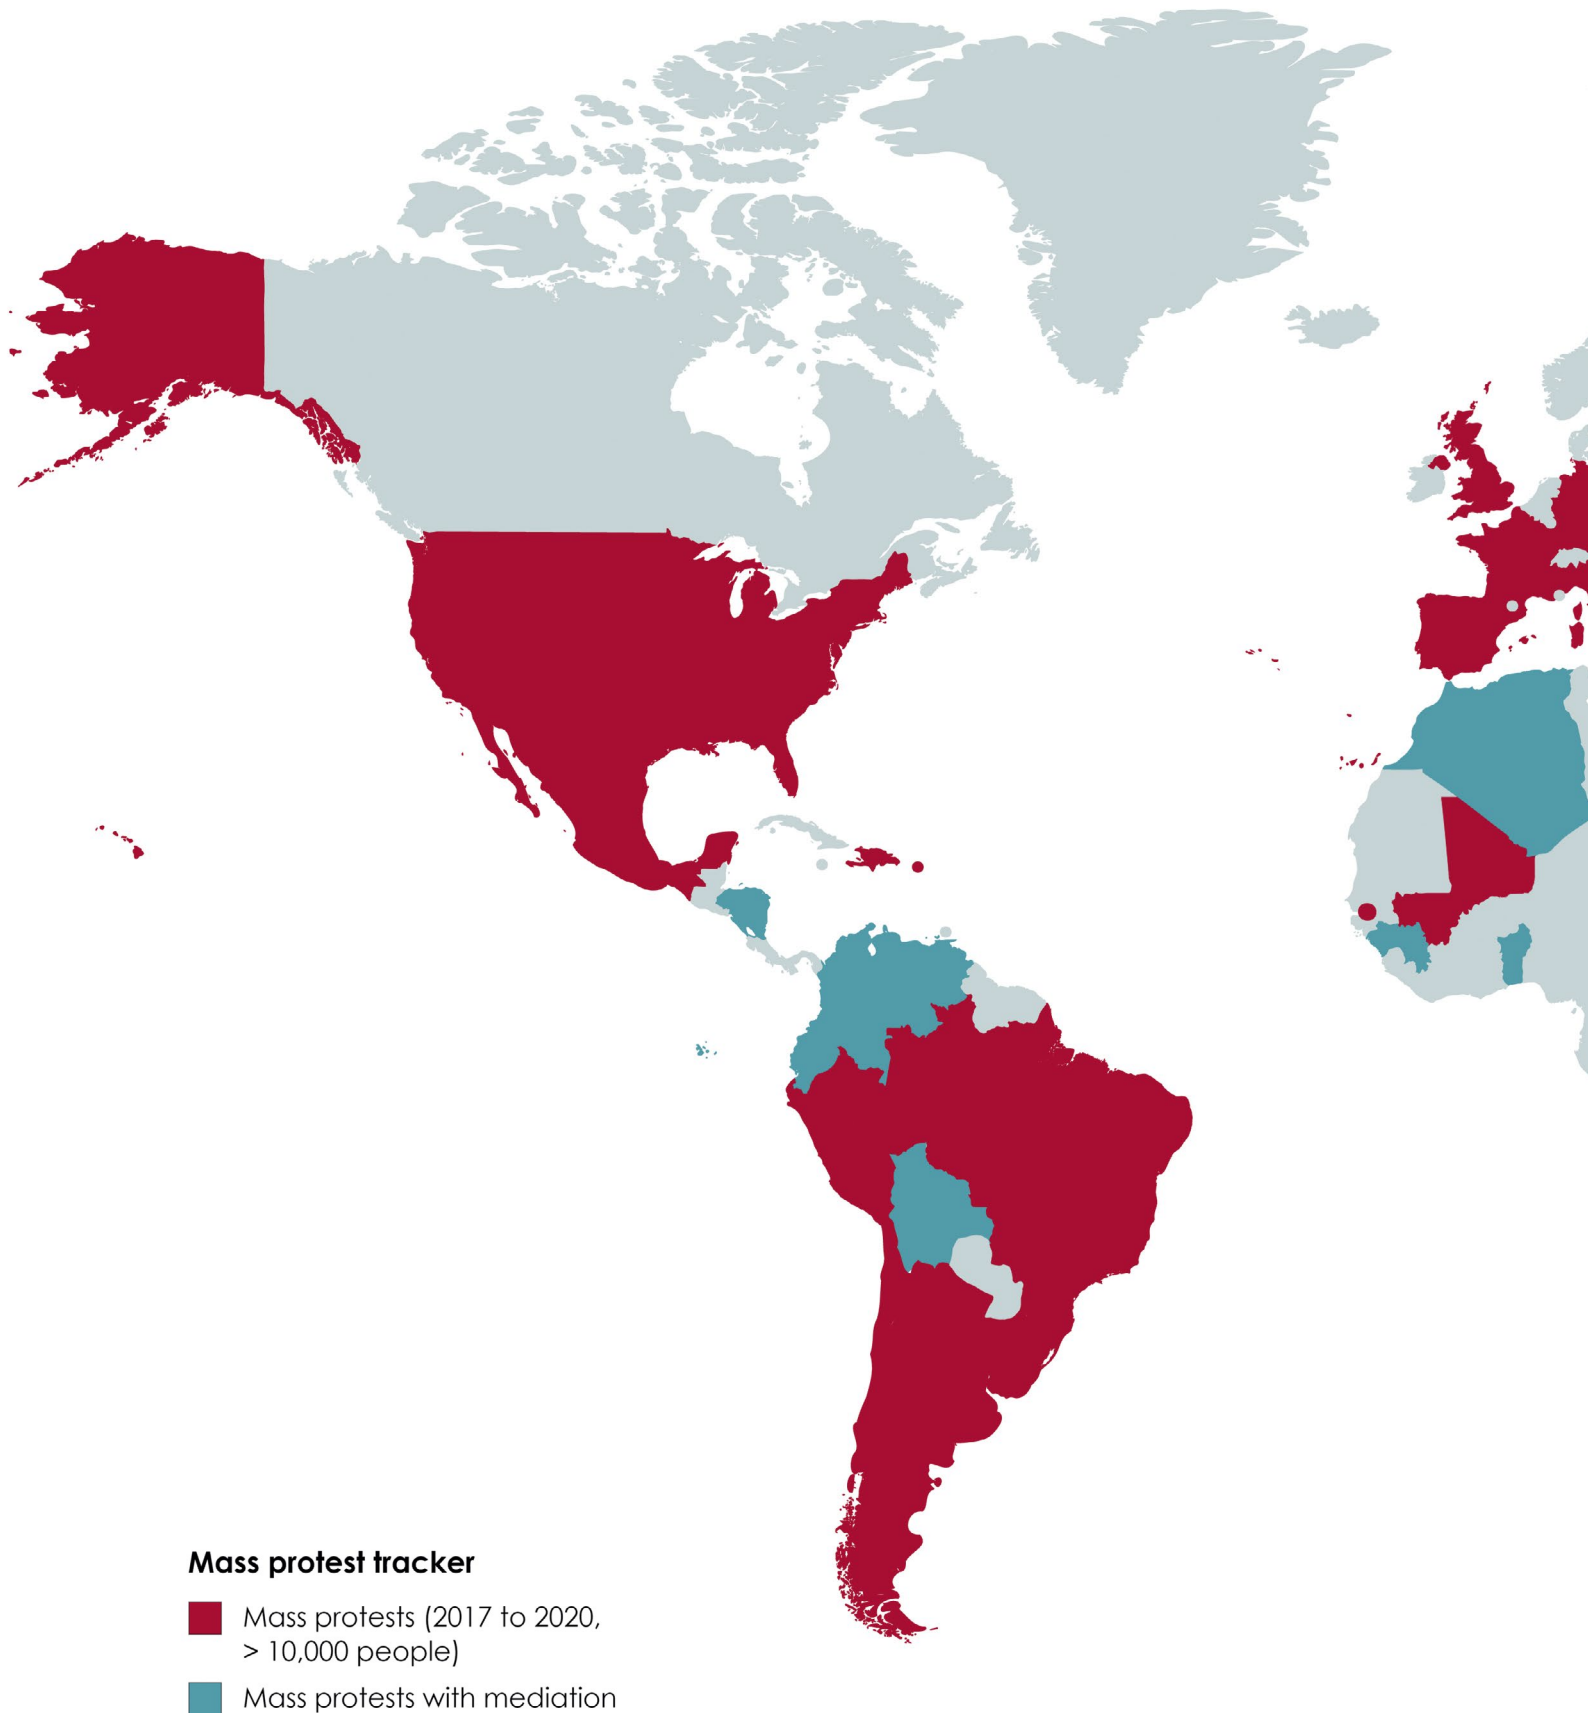 Mass protest tracker
Mass protests (2017 to 2020,
> 10,000 people)
Mass protests with mediation